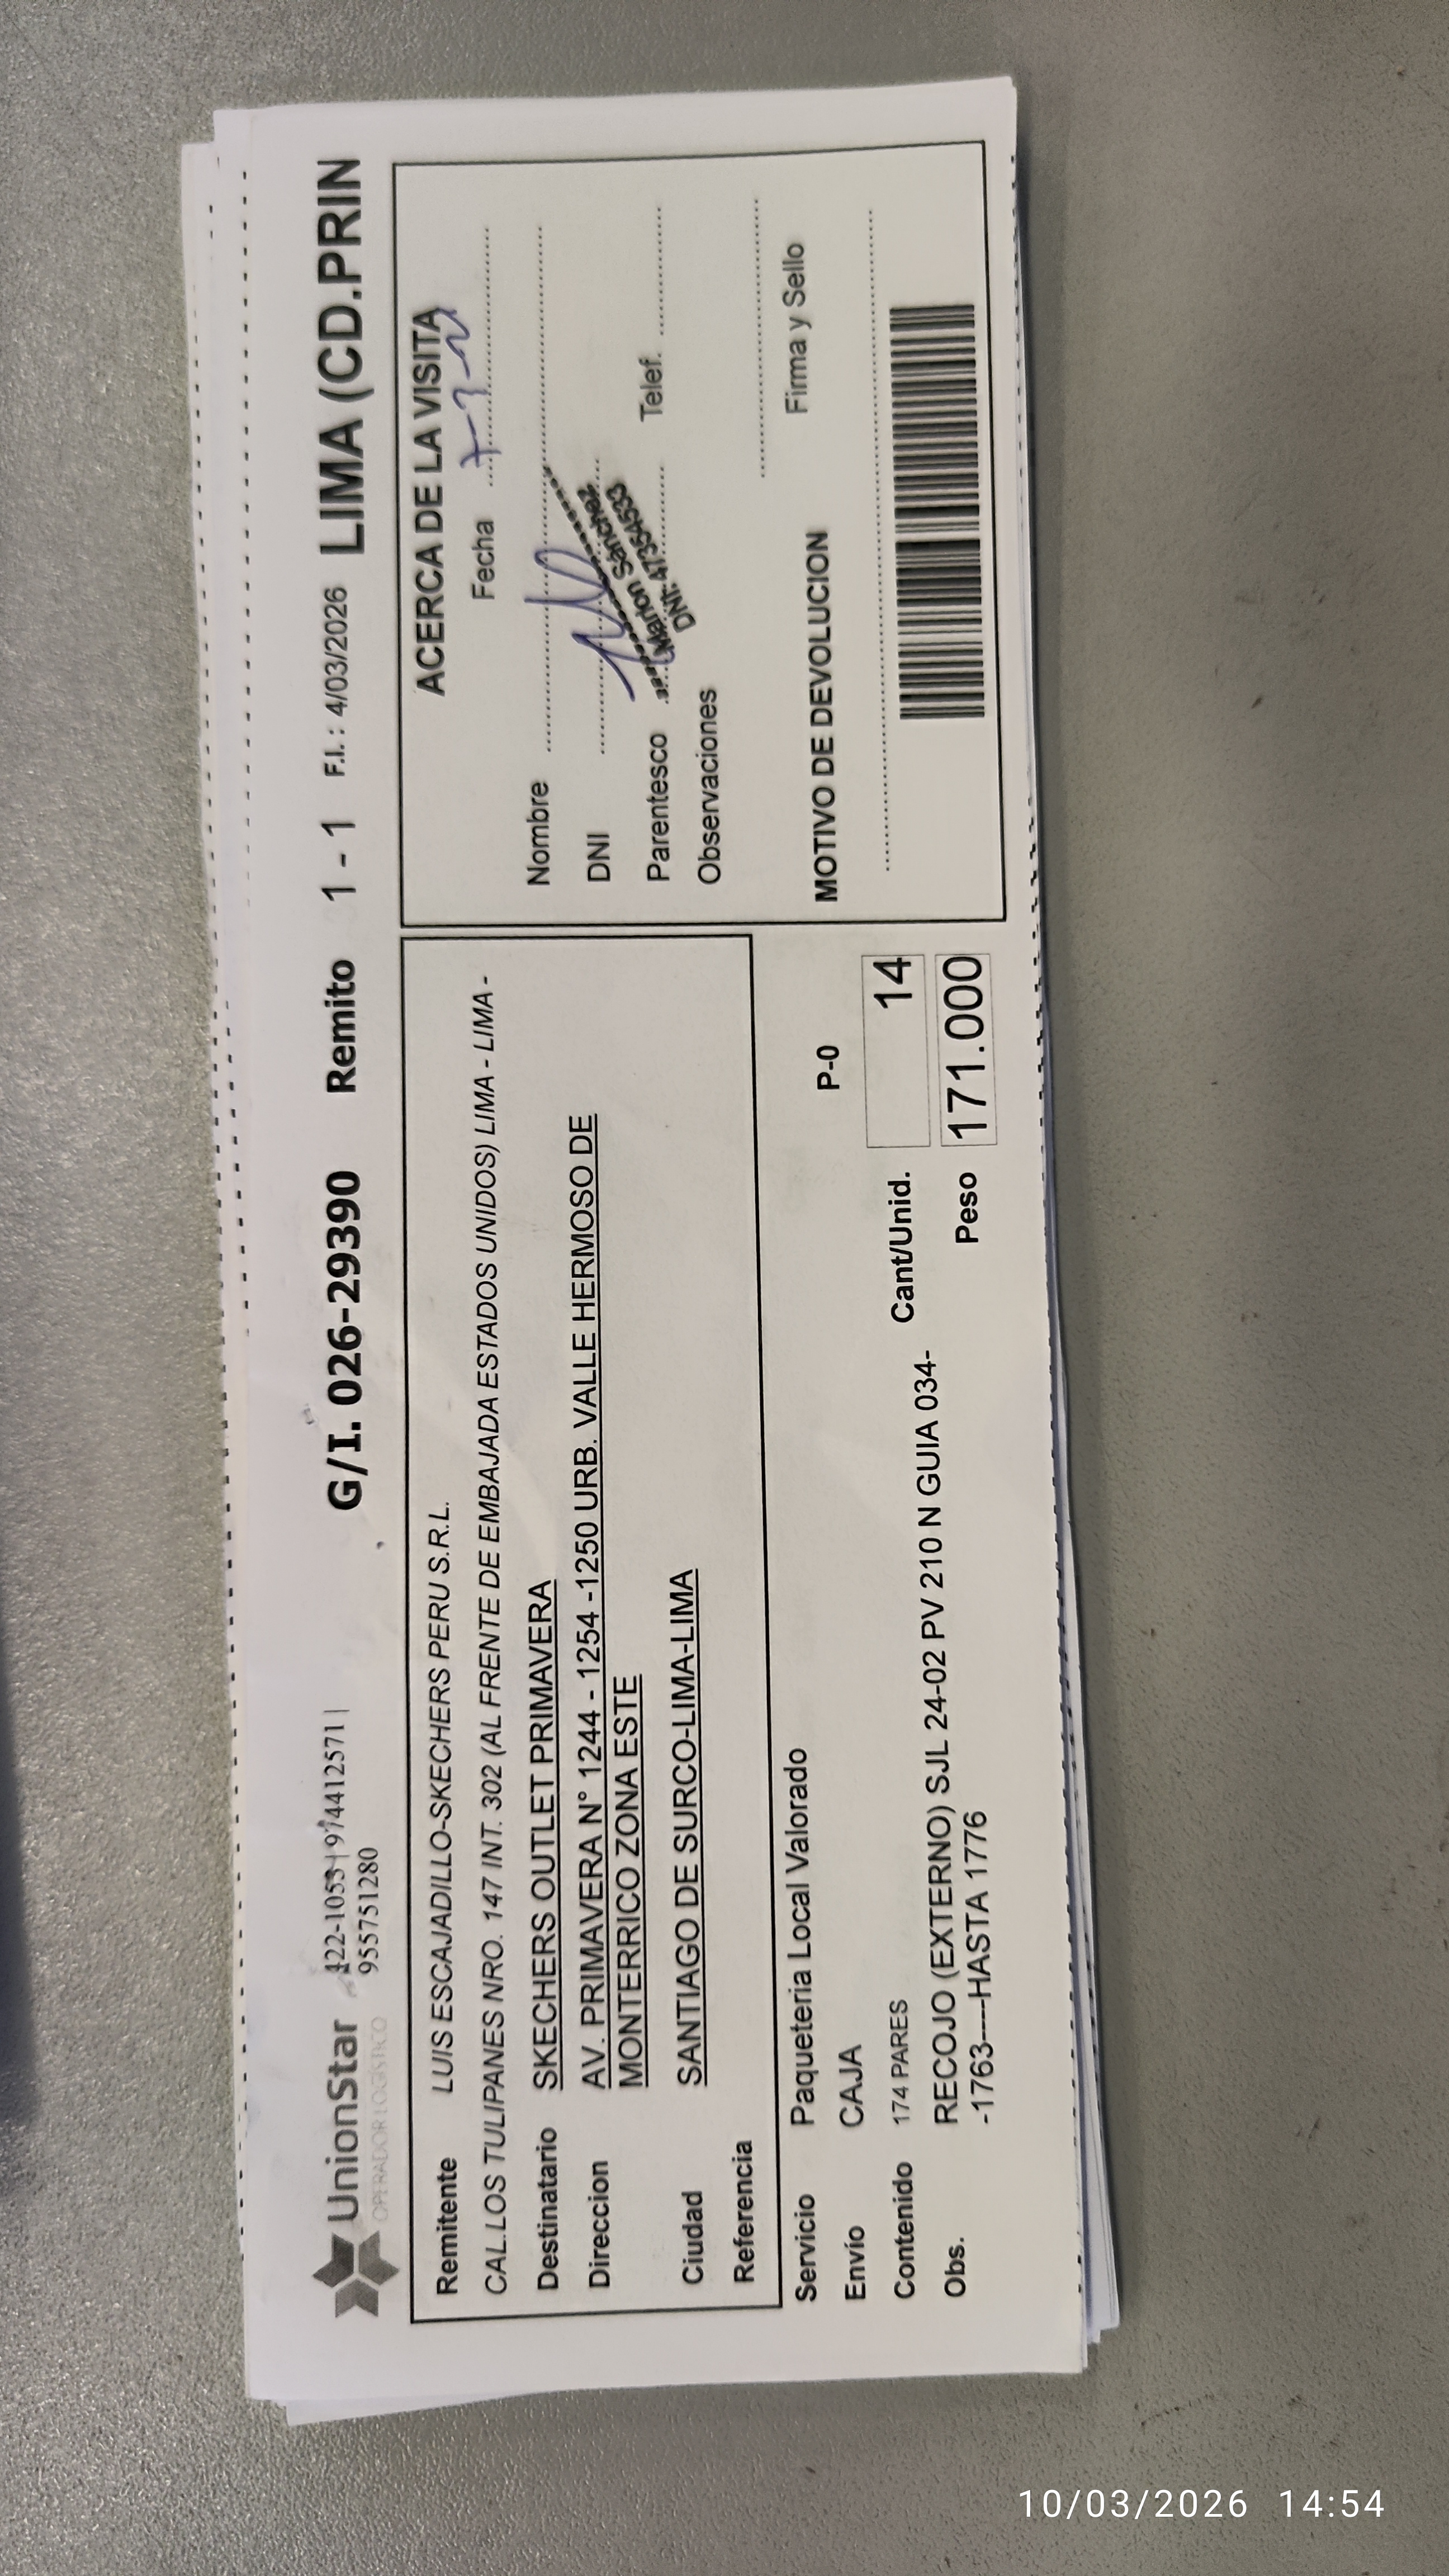 UnionStar
OPERADOR LOGISTICO
422-1053 | 974412571 |
955751280
G/I. 026-29390 Remito 1 - 1 F.I. : 4/03/2026 LIMA (CD.PRIN
Remitente LUIS ESCAJADILLO-SKECHERS PERU S.R.L.
CAL.LOS TULIPANES NRO. 147 INT. 302 (AL FRENTE DE EMBAJADA ESTADOS UNIDOS) LIMA - LIMA -
Destinatario SKECHERS OUTLET PRIMAVERA
Direccion AV. PRIMAVERA N° 1244 - 1254 -1250 URB. VALLE HERMOSO DE
MONTERRICO ZONA ESTE
Ciudad SANTIAGO DE SURCO-LIMA-LIMA
Referencia
Servicio Paqueteria Local Valorado P-0
Envío CAJA
Contenido 174 PARES Cant/Unid. 14
Obs. RECOJO (EXTERNO) SJL 24-02 PV 210 N GUIA 034-
-1763----HASTA 1776
Peso 171.000
ACERCA DE LA VISITA
Fecha
Nombre
DNI
Parentesco Telef.
Marlon Sánchez
DNI: 47354533
Observaciones
Firma y Sello
MOTIVO DE DEVOLUCION
10/03/2026 14:54